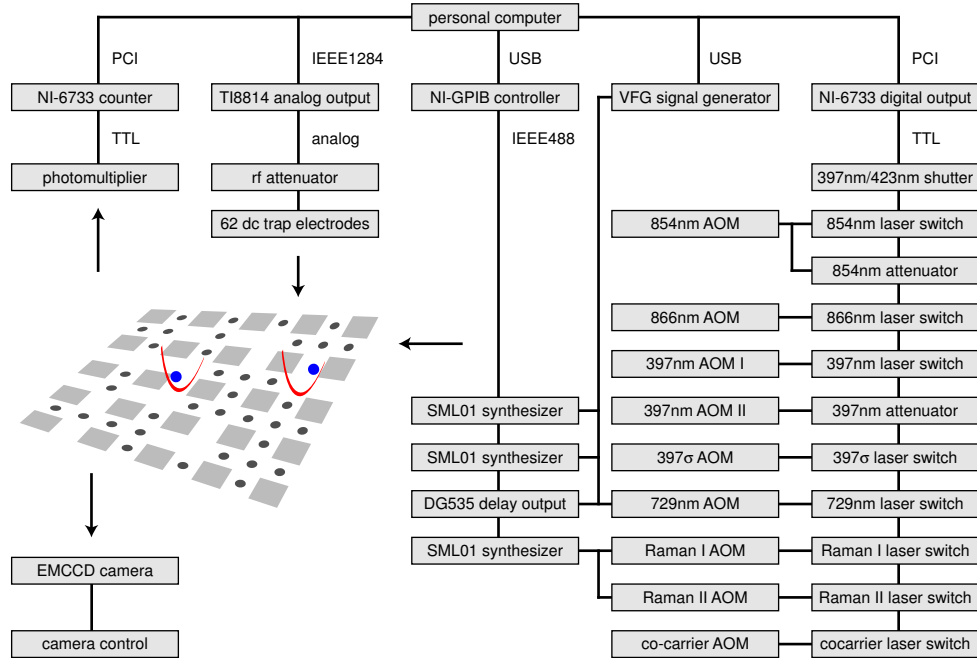 personal computer
PCI
IEEE1284
USB
USB
PCI
NI-6733 counter
TI8814 analog output
NI-GPIB controller
VFG signal generator
NI-6733 digital output
TTL
analog
IEEE488
TTL
photomultiplier
rf attenuator
397nm/423nm shutter
62 dc trap electrodes
854nm AOM
854nm laser switch
854nm attenuator
866nm AOM
866nm laser switch
397nm AOM I
397nm laser switch
SML01 synthesizer
397nm AOM II
397nm attenuator
SML01 synthesizer
397σ AOM
397σ laser switch
DG535 delay output
729nm AOM
729nm laser switch
SML01 synthesizer
Raman I AOM
Raman I laser switch
EMCCD camera
Raman II AOM
Raman II laser switch
camera control
co-carrier AOM
cocarrier laser switch